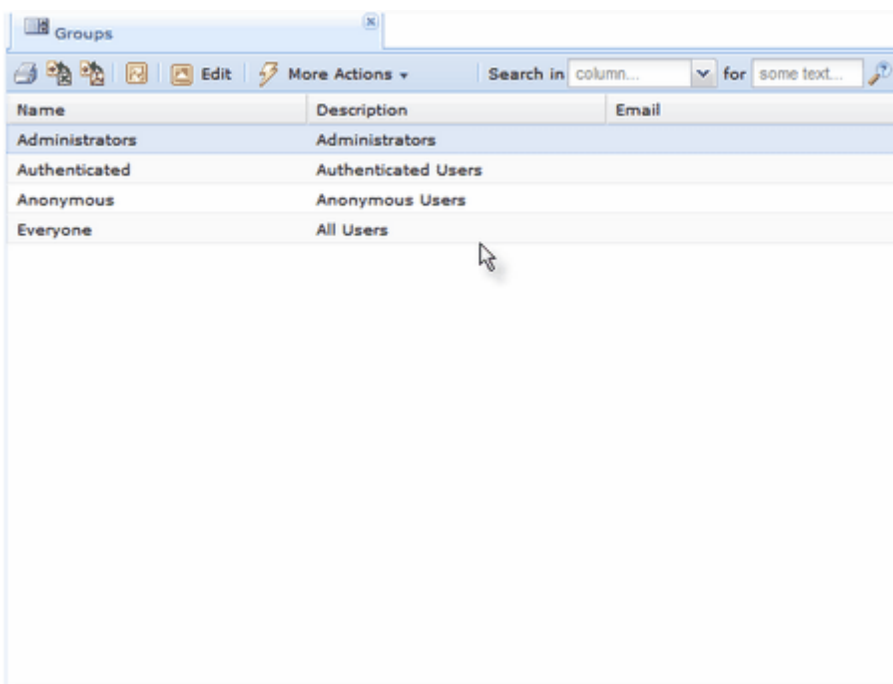 Groups
Edit More Actions Search in column... for some text...
Name Description Email
Administrators Administrators
Authenticated Authenticated Users
Anonymous Anonymous Users
Everyone All Users